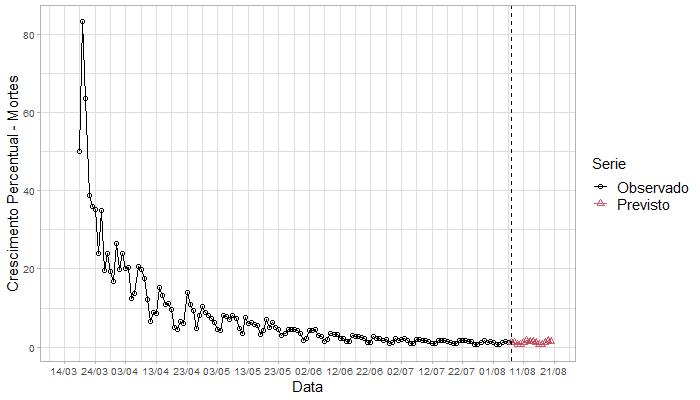 80
60
40
20
0
Crescimento Percentual - Mortes
14/03 24/03 03/04 13/04 23/04 03/05 13/05 23/05 02/06 12/06 22/06 02/07 12/07 22/07 01/08 11/08 21/08
Data
Serie
Observado
Previsto